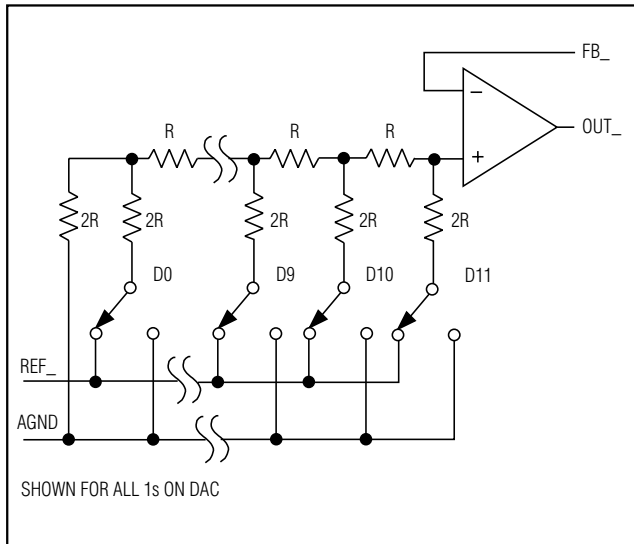 FB_
R R R − OUT_
+
2R 2R 2R 2R 2R
D0 D9 D10 D11
REF_
AGND
SHOWN FOR ALL 1s ON DAC